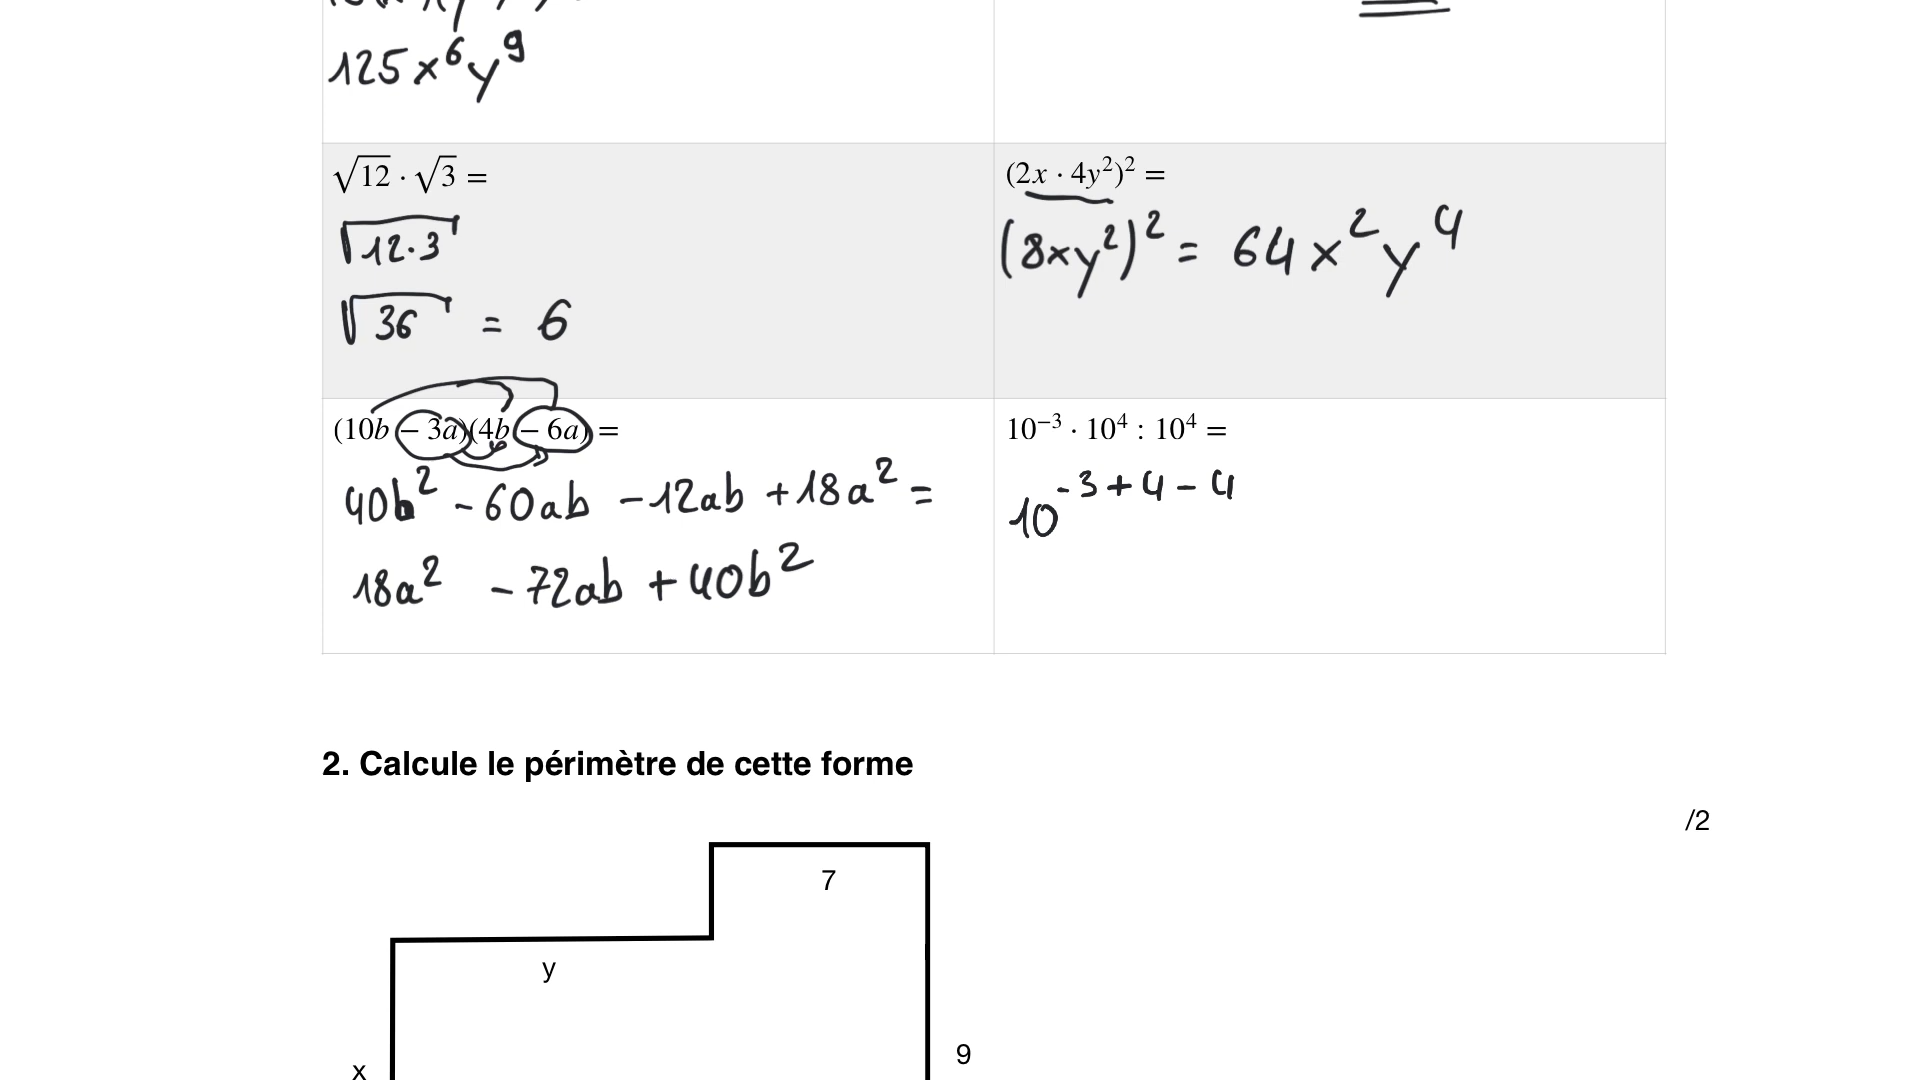 125x⁶y⁹
√12 · √3 =
√12·3
√36 = 6
(2x · 4y²)² =
(8xy²)² = 64x²y⁴
(10b − 3a)(4b − 6a) =
40b² - 60ab - 12ab + 18a² =
18a² - 72ab + 40b²
10⁻³ · 10⁴ : 10⁴ =
10⁻³⁺⁴⁻⁴
2. Calcule le périmètre de cette forme
/2
7
y
9
x